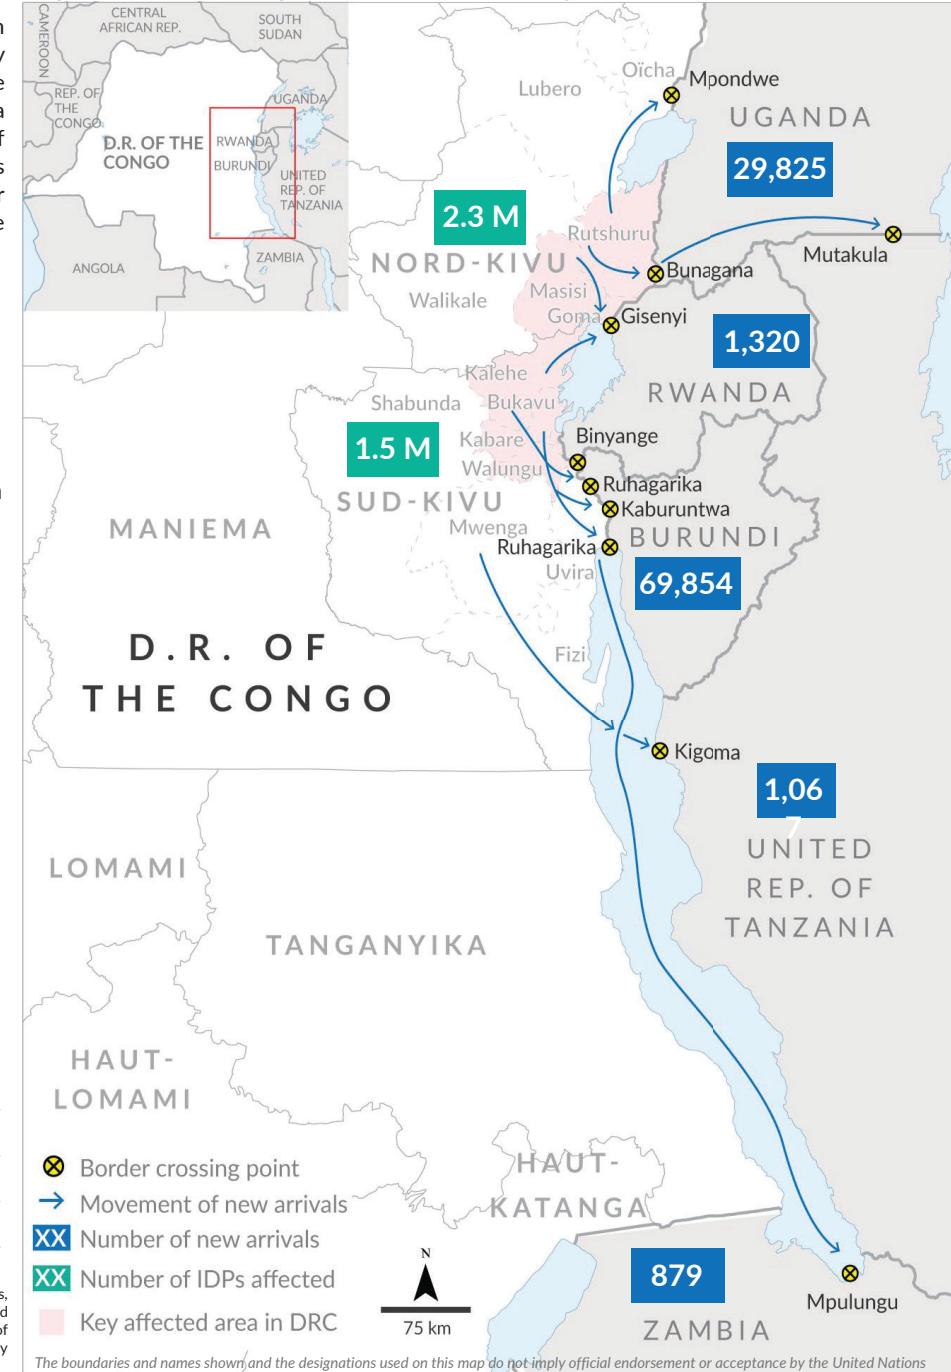 CAMEROON
CENTRAL
AFRICAN REP.
SOUTH
SUDAN
REP. OF
THE
CONGO
UGANDA
D.R. OF THE
CONGO
RWANDA
BURUNDI
UNITED
REP. OF
TANZANIA
ANGOLA
ZAMBIA
Oïcha
Mpondwe
Lubero
UGANDA
29,825
2.3 M
Rutshuru
Mutakula
NORD-KIVU
Bunagana
Masisi
Walikale
Goma
Gisenyi
1,320
Kalehe
RWANDA
Shabunda
Bukavu
Binyange
Kabare
1.5 M
Walungu
Ruhagarika
SUD-KIVU
Kaburuntwa
Mwenga
MANIEMA
BURUNDI
Ruhagarika
Uvira
69,854
D.R. OF
THE CONGO
Fizi
Kigoma
1,06
7
UNITED
REP. OF
TANZANIA
LOMAMI
TANGANYIKA
HAUT-
LOMAMI
HAUT-
KATANGA
Border crossing point
Movement of new arrivals
XX Number of new arrivals
XX Number of IDPs affected
Key affected area in DRC
N
75 km
879
Mpulungu
ZAMBIA
The boundaries and names shown and the designations used on this map do not imply official endorsement or acceptance by the United Nations